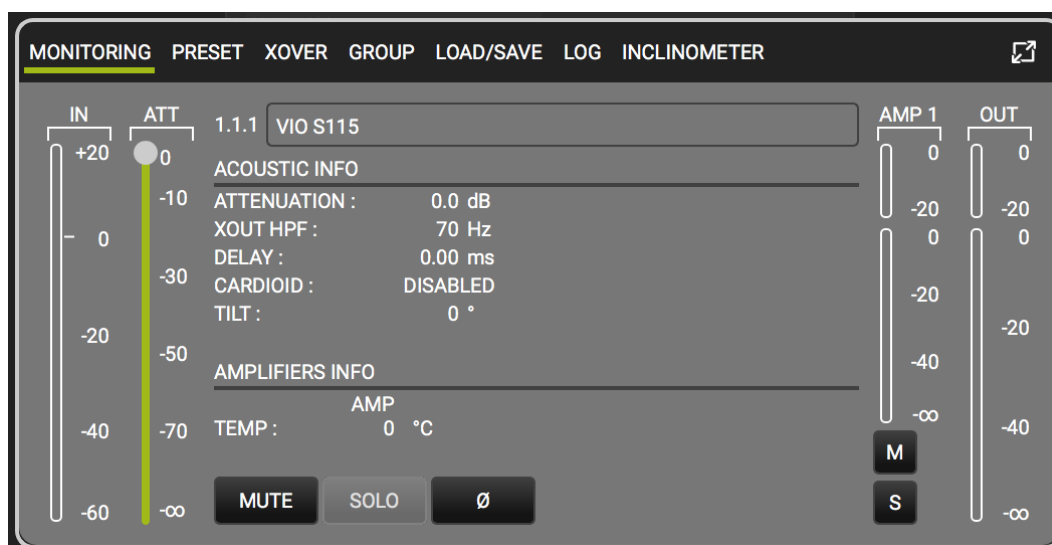 MONITORING PRESET XOVER GROUP LOAD/SAVE LOG INCLINOMETER
IN
+20
0
-20
-40
-60
ATT
0
-10
-30
-50
-70
-∞
1.1.1 VIO S115
ACOUSTIC INFO
ATTENUATION : 0.0 dB
XOUT HPF : 70 Hz
DELAY : 0.00 ms
CARDIOID : DISABLED
TILT : 0 °
AMPLIFIERS INFO
AMP
TEMP : 0 °C
MUTE SOLO Ø
AMP 1
0
-20
0
-20
-40
-∞
M
S
OUT
0
-20
0
-20
-40
-∞